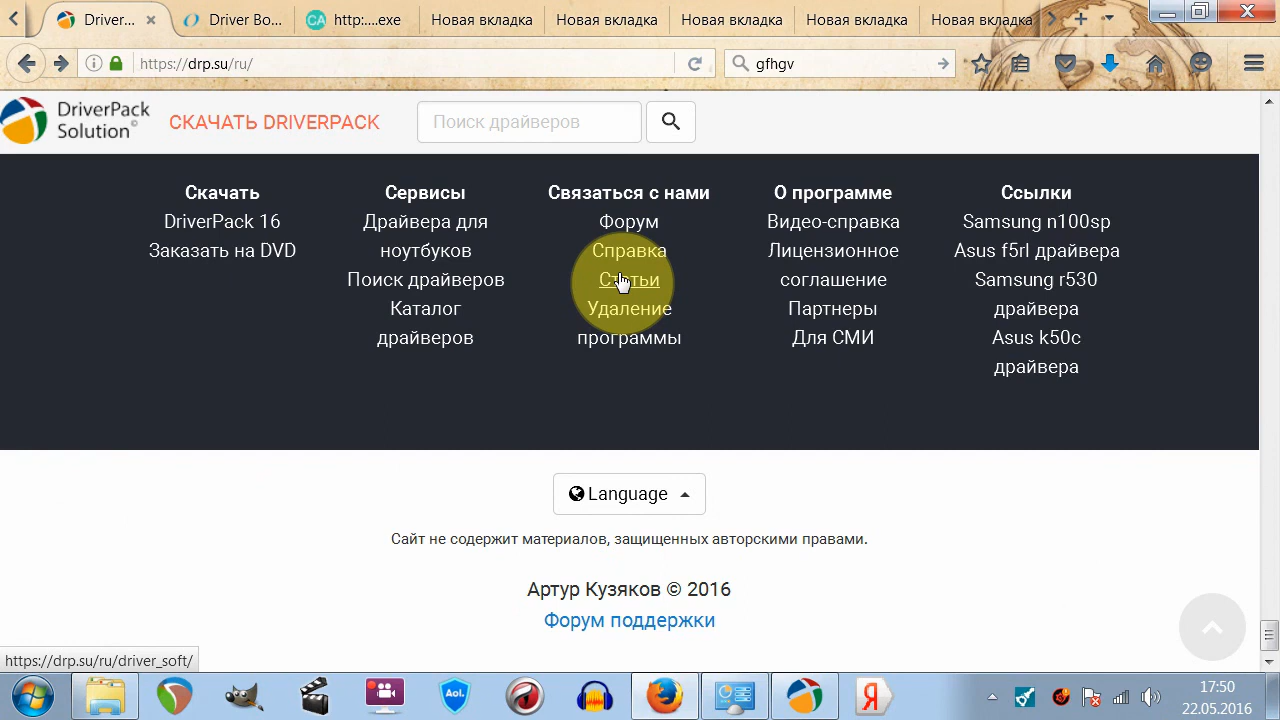 Driver...
Driver Bo...
http:....exe
Новая вкладка
Новая вкладка
Новая вкладка
Новая вкладка
Новая вкладка
https://drp.su/ru/
gfhgv
DriverPack
Solution©
СКАЧАТЬ DRIVERPACK
Поиск драйверов
Скачать
DriverPack 16
Заказать на DVD
Сервисы
Драйвера для
ноутбуков
Поиск драйверов
Каталог
драйверов
Связаться с нами
Форум
Справка
Статьи
Удаление
программы
О программе
Видео-справка
Лицензионное
соглашение
Партнеры
Для СМИ
Ссылки
Samsung n100sp
Asus f5rl драйвера
Samsung r530
драйвера
Asus k50c
драйвера
Language
Сайт не содержит материалов, защищенных авторскими правами.
Артур Кузяков © 2016
Форум поддержки
https://drp.su/ru/driver_soft/
Aol.
Я
17:50
22.05.2016